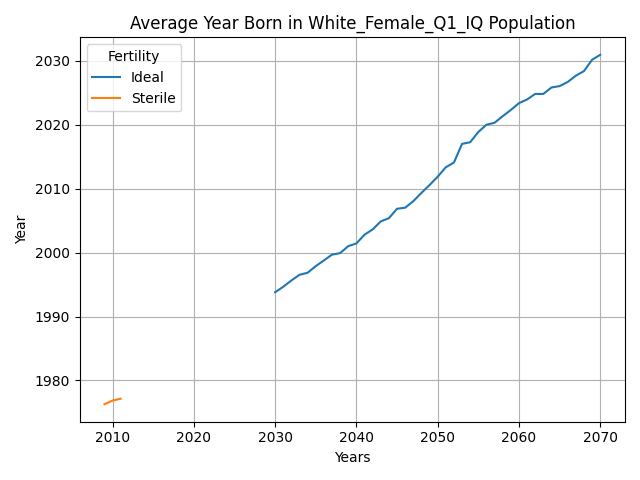 Average Year Born in White_Female_Q1_IQ Population
Fertility
Ideal
Sterile
2030
2020
2010
2000
1990
1980
Year
2010 2020 2030 2040 2050 2060 2070
Years